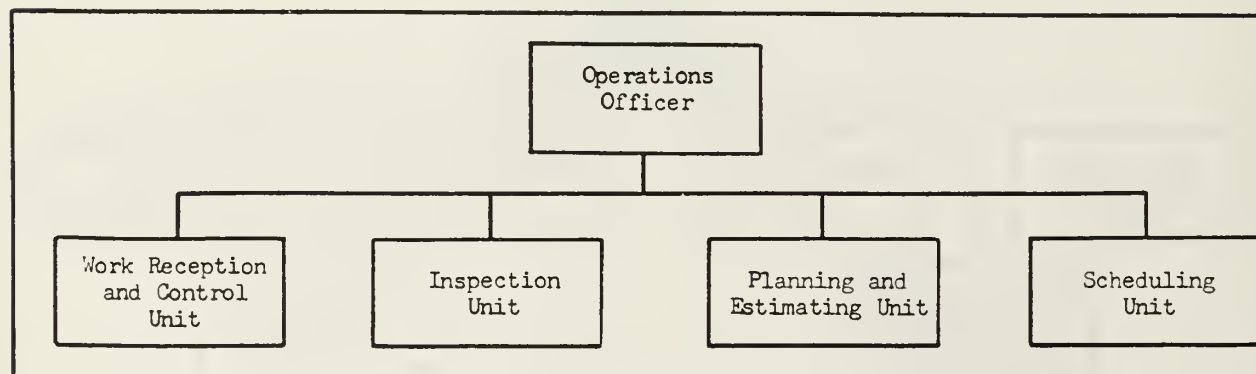 Operations
Officer
Work Reception
and Control
Unit
Inspection
Unit
Planning and
Estimating Unit
Scheduling
Unit